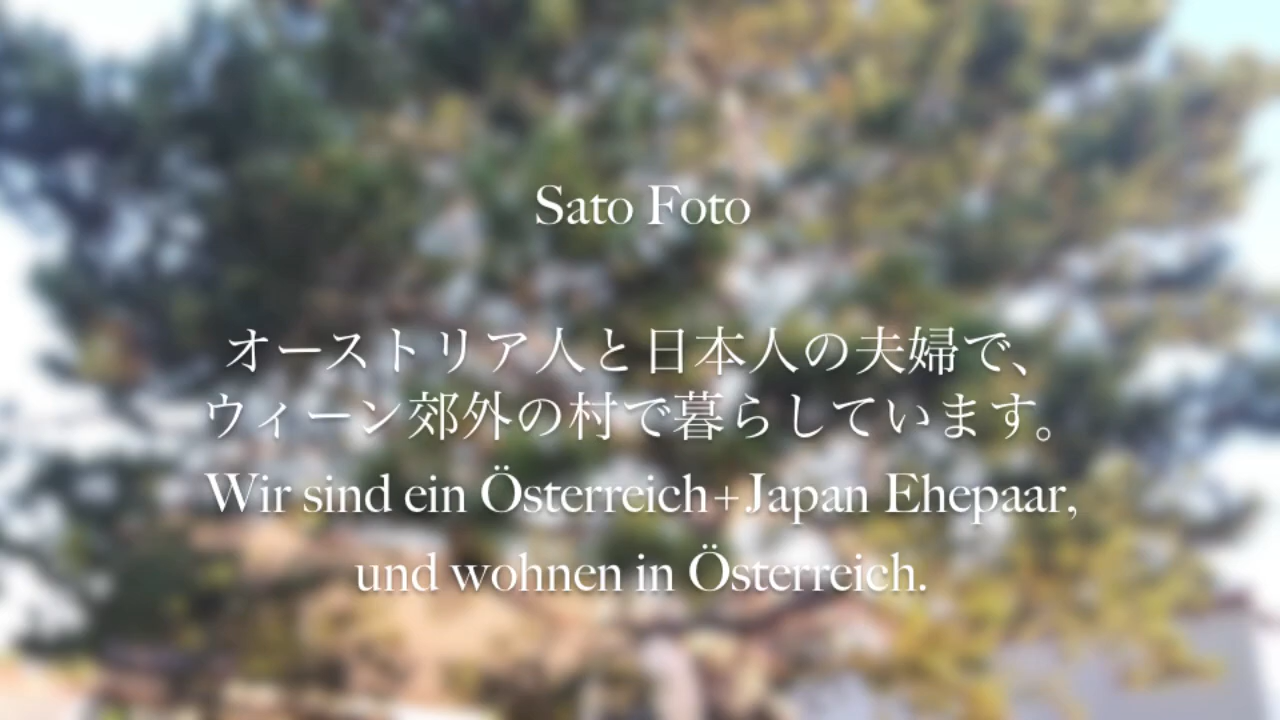 Sato Foto
オーストリア人と日本人の夫婦で、
ウィーン郊外の村で暮らしています。
Wir sind ein Österreich+Japan Ehepaar,
und wohnen in Österreich.